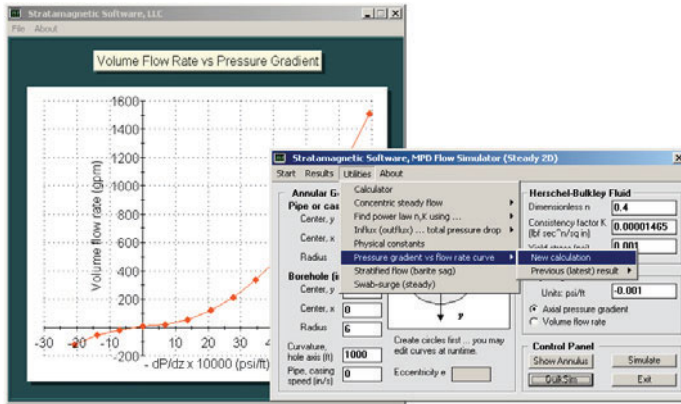 Stratamagnetic Software, LLC
File About
Volume Flow Rate vs Pressure Gradient
Volume flow rate (gpm)
1600
1400
1200
1000
800
600
400
200
-200
-30 -20 -10 0 10 20 30 40
- dP/dz x 10000 (psi/ft)
Stratamagnetic Software, MPD Flow Simulator (Steady 2D)
Start Results Utilities About
Calculator
Concentric steady flow
Find power law n,K using ...
Influx (outflux) ... total pressure drop
Physical constants
Pressure gradient vs flow rate curve
Stratified flow (barite sag)
Swab-surge (steady)
New calculation
Previous (latest) result
Annular G
Pipe or cas
Center, y
Center, x
Radius
Borehole (i
Center, y
Center, x 0
Radius 6
Curvature,
hole axis (ft) 1000
Pipe, casing
speed (in/s) 0
Create circles first ... you may
edit curves at runtime.
Eccentricity e
Herschel-Bulkley Fluid
Dimensionless n 0.4
Consistency factor K
(lbf sec^n/sq in) 0.00001465
Yield stress (psi) 0.001
Units: psi/ft -0.001
Axial pressure gradient
Volume flow rate
Control Panel
Show Annulus Simulate
QuikSim Exit